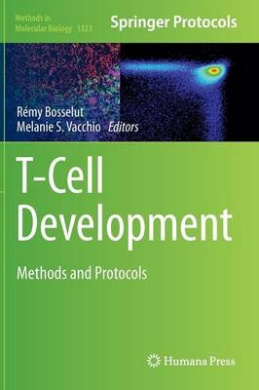 Methods in
Molecular Biology 1323
Springer Protocols
Rémy Bosselut
Melanie S. Vacchio Editors
T-Cell
Development
Methods and Protocols
Humana Press